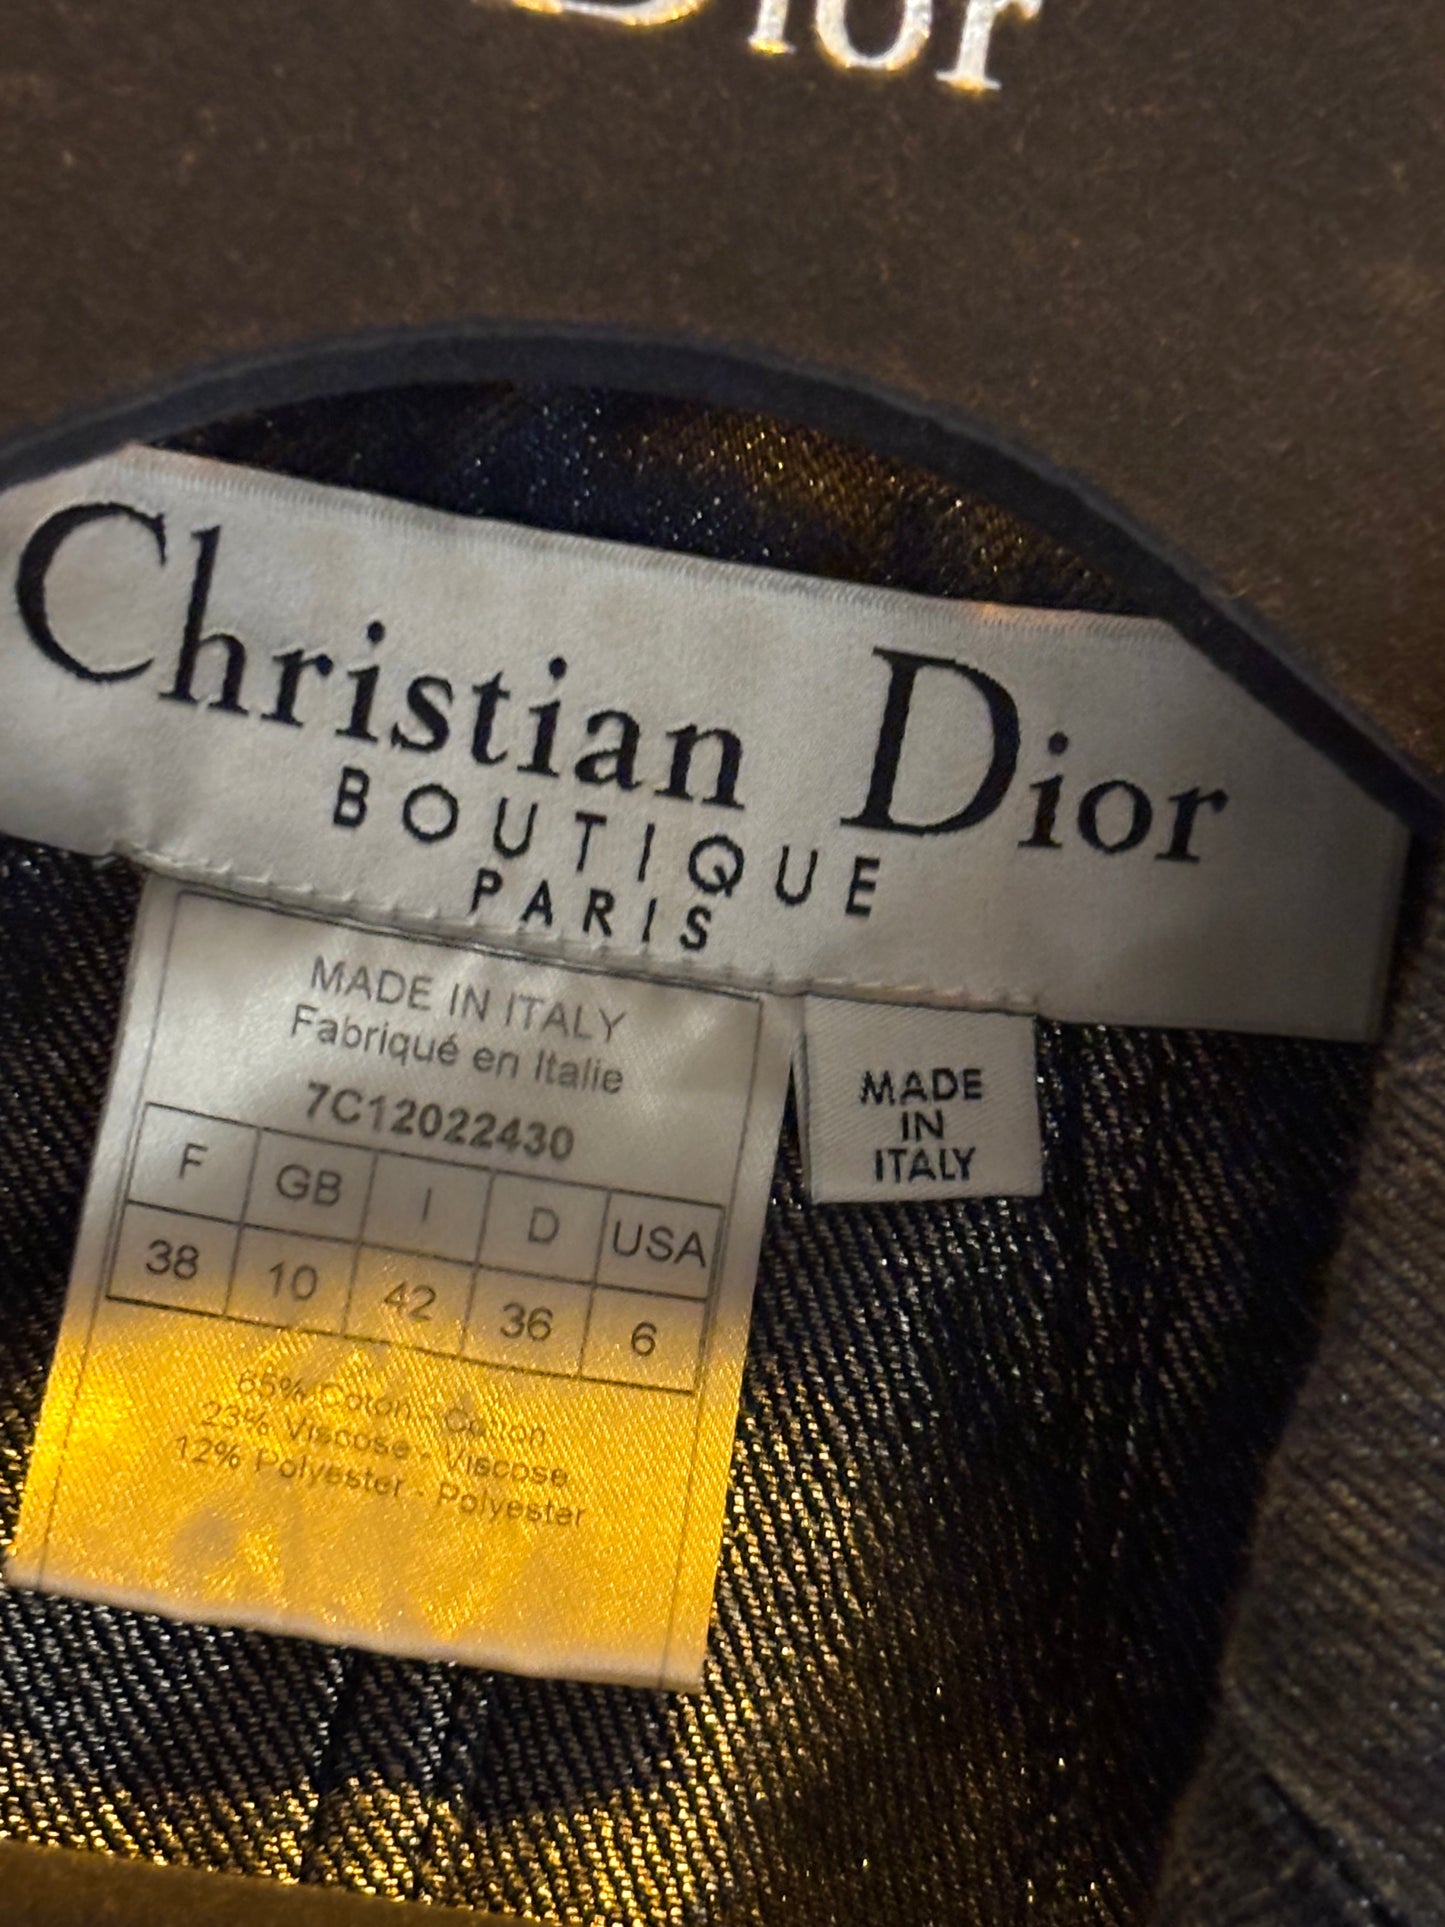 Dior
Christian Dior
BOUTIQUE
PARIS
MADE IN ITALY
Fabriqué en Italie
7C12022430
F GB I D USA
38 10 42 36 6
65% Coton - Cotton
23% Viscose - Viscose
12% Polyester - Polyester
MADE
IN
ITALY